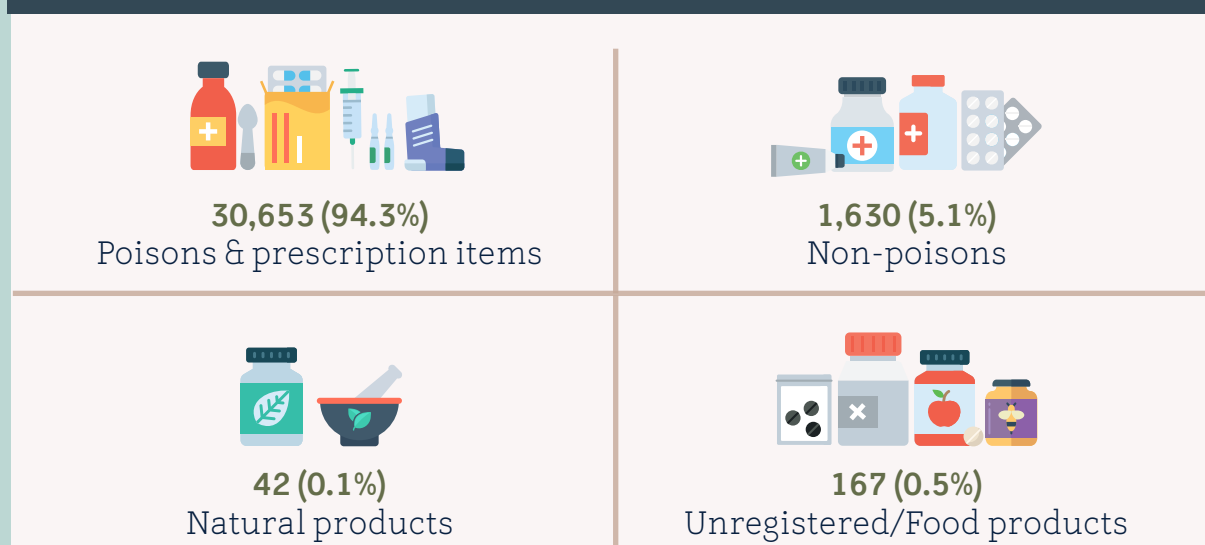 30,653 (94.3%)
Poisons & prescription items
1,630 (5.1%)
Non-poisons
42 (0.1%)
Natural products
167 (0.5%)
Unregistered/Food products